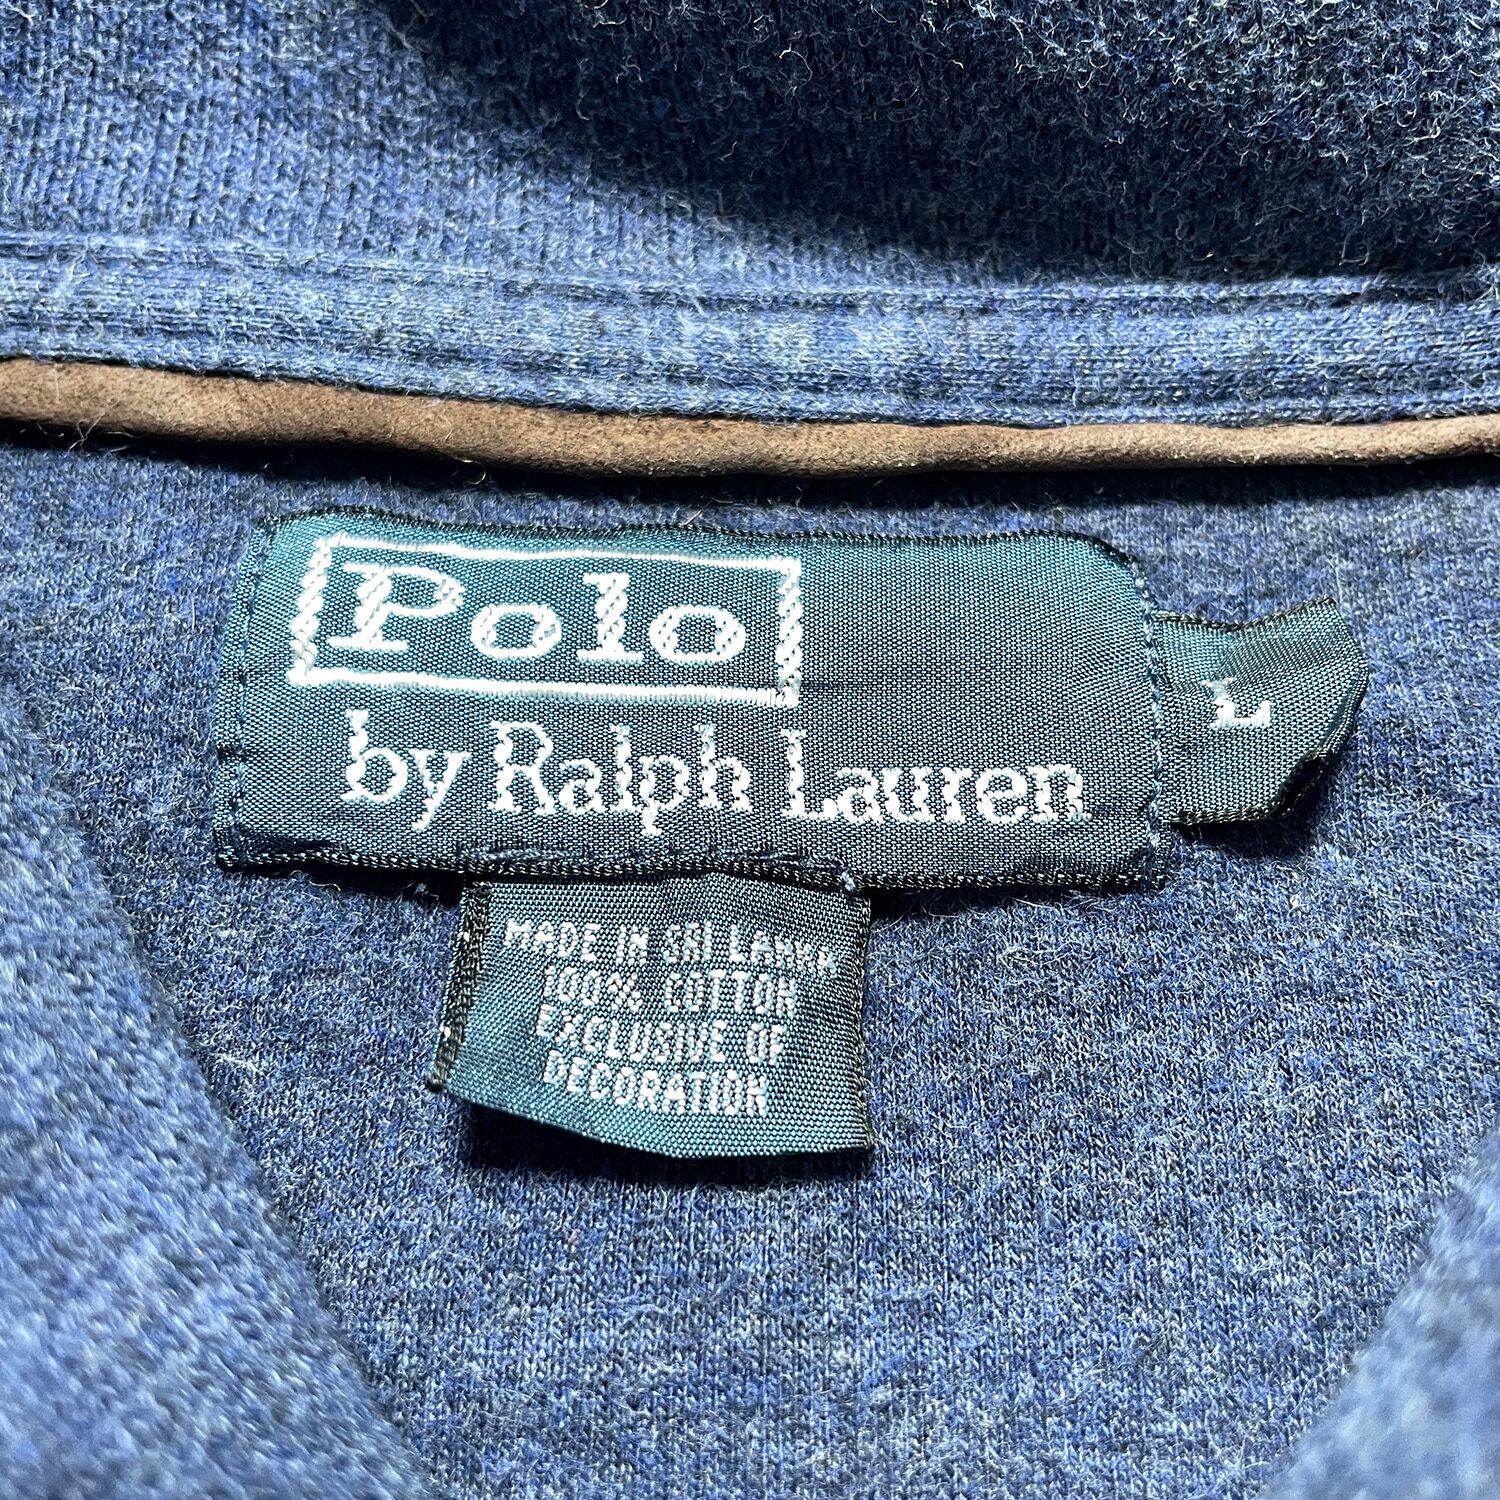 Polo
by Ralph Lauren
L
MADE IN SRI LANKA
100% COTTON
EXCLUSIVE OF
DECORATION